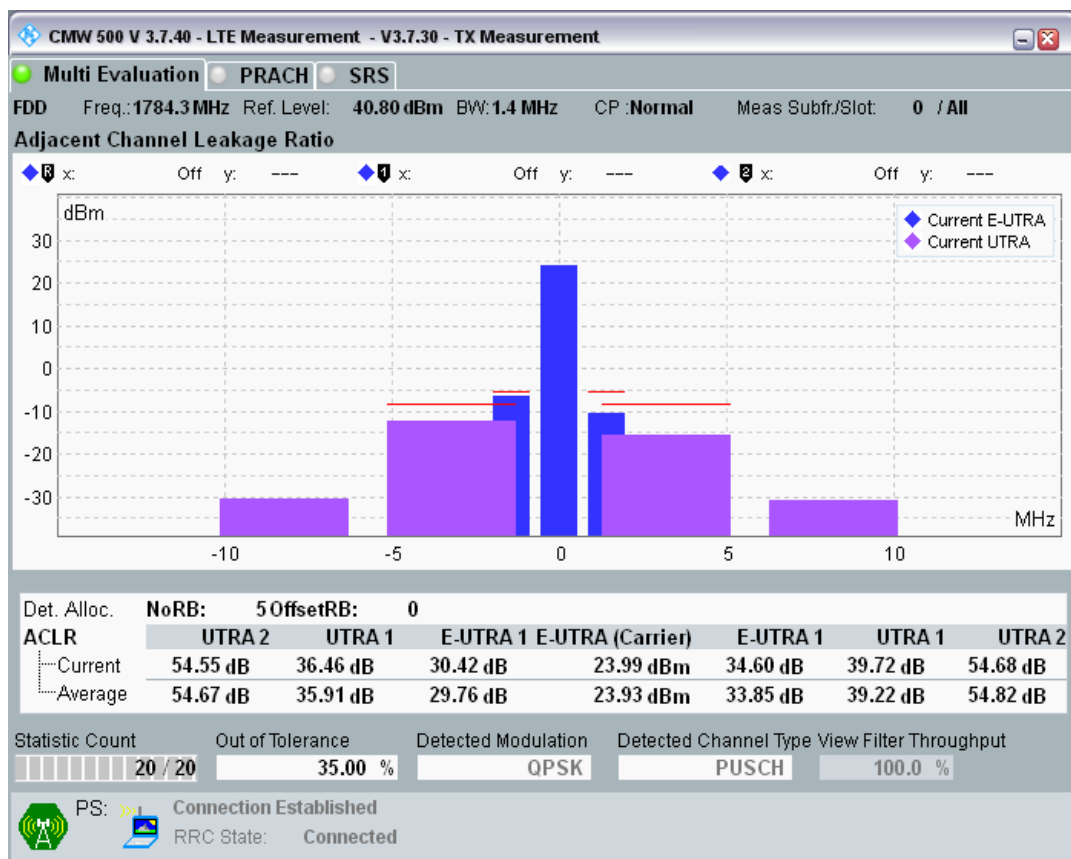 CMW 500 V 3.7.40 - LTE Measurement - V3.7.30 - TX Measurement
Multi Evaluation PRACH SRS
FDD Freq.: 1784.3 MHz Ref. Level: 40.80 dBm BW: 1.4 MHz CP : Normal Meas Subfr./Slot: 0 / All
Adjacent Channel Leakage Ratio
R x: Off y: --- 1 x: Off y: --- 2 x: Off y: ---
dBm
Current E-UTRA
Current UTRA
30
20
10
0
-10
-20
-30
MHz
-10 -5 0 5 10
Det. Alloc. NoRB: 5 OffsetRB: 0
ACLR UTRA 2 UTRA 1 E-UTRA 1 E-UTRA (Carrier) E-UTRA 1 UTRA 1 UTRA 2
Current 54.55 dB 36.46 dB 30.42 dB 23.99 dBm 34.60 dB 39.72 dB 54.68 dB
Average 54.67 dB 35.91 dB 29.76 dB 23.93 dBm 33.85 dB 39.22 dB 54.82 dB
Statistic Count Out of Tolerance Detected Modulation Detected Channel Type View Filter Throughput
20 / 20 35.00 % QPSK PUSCH 100.0 %
PS: Connection Established
RRC State: Connected